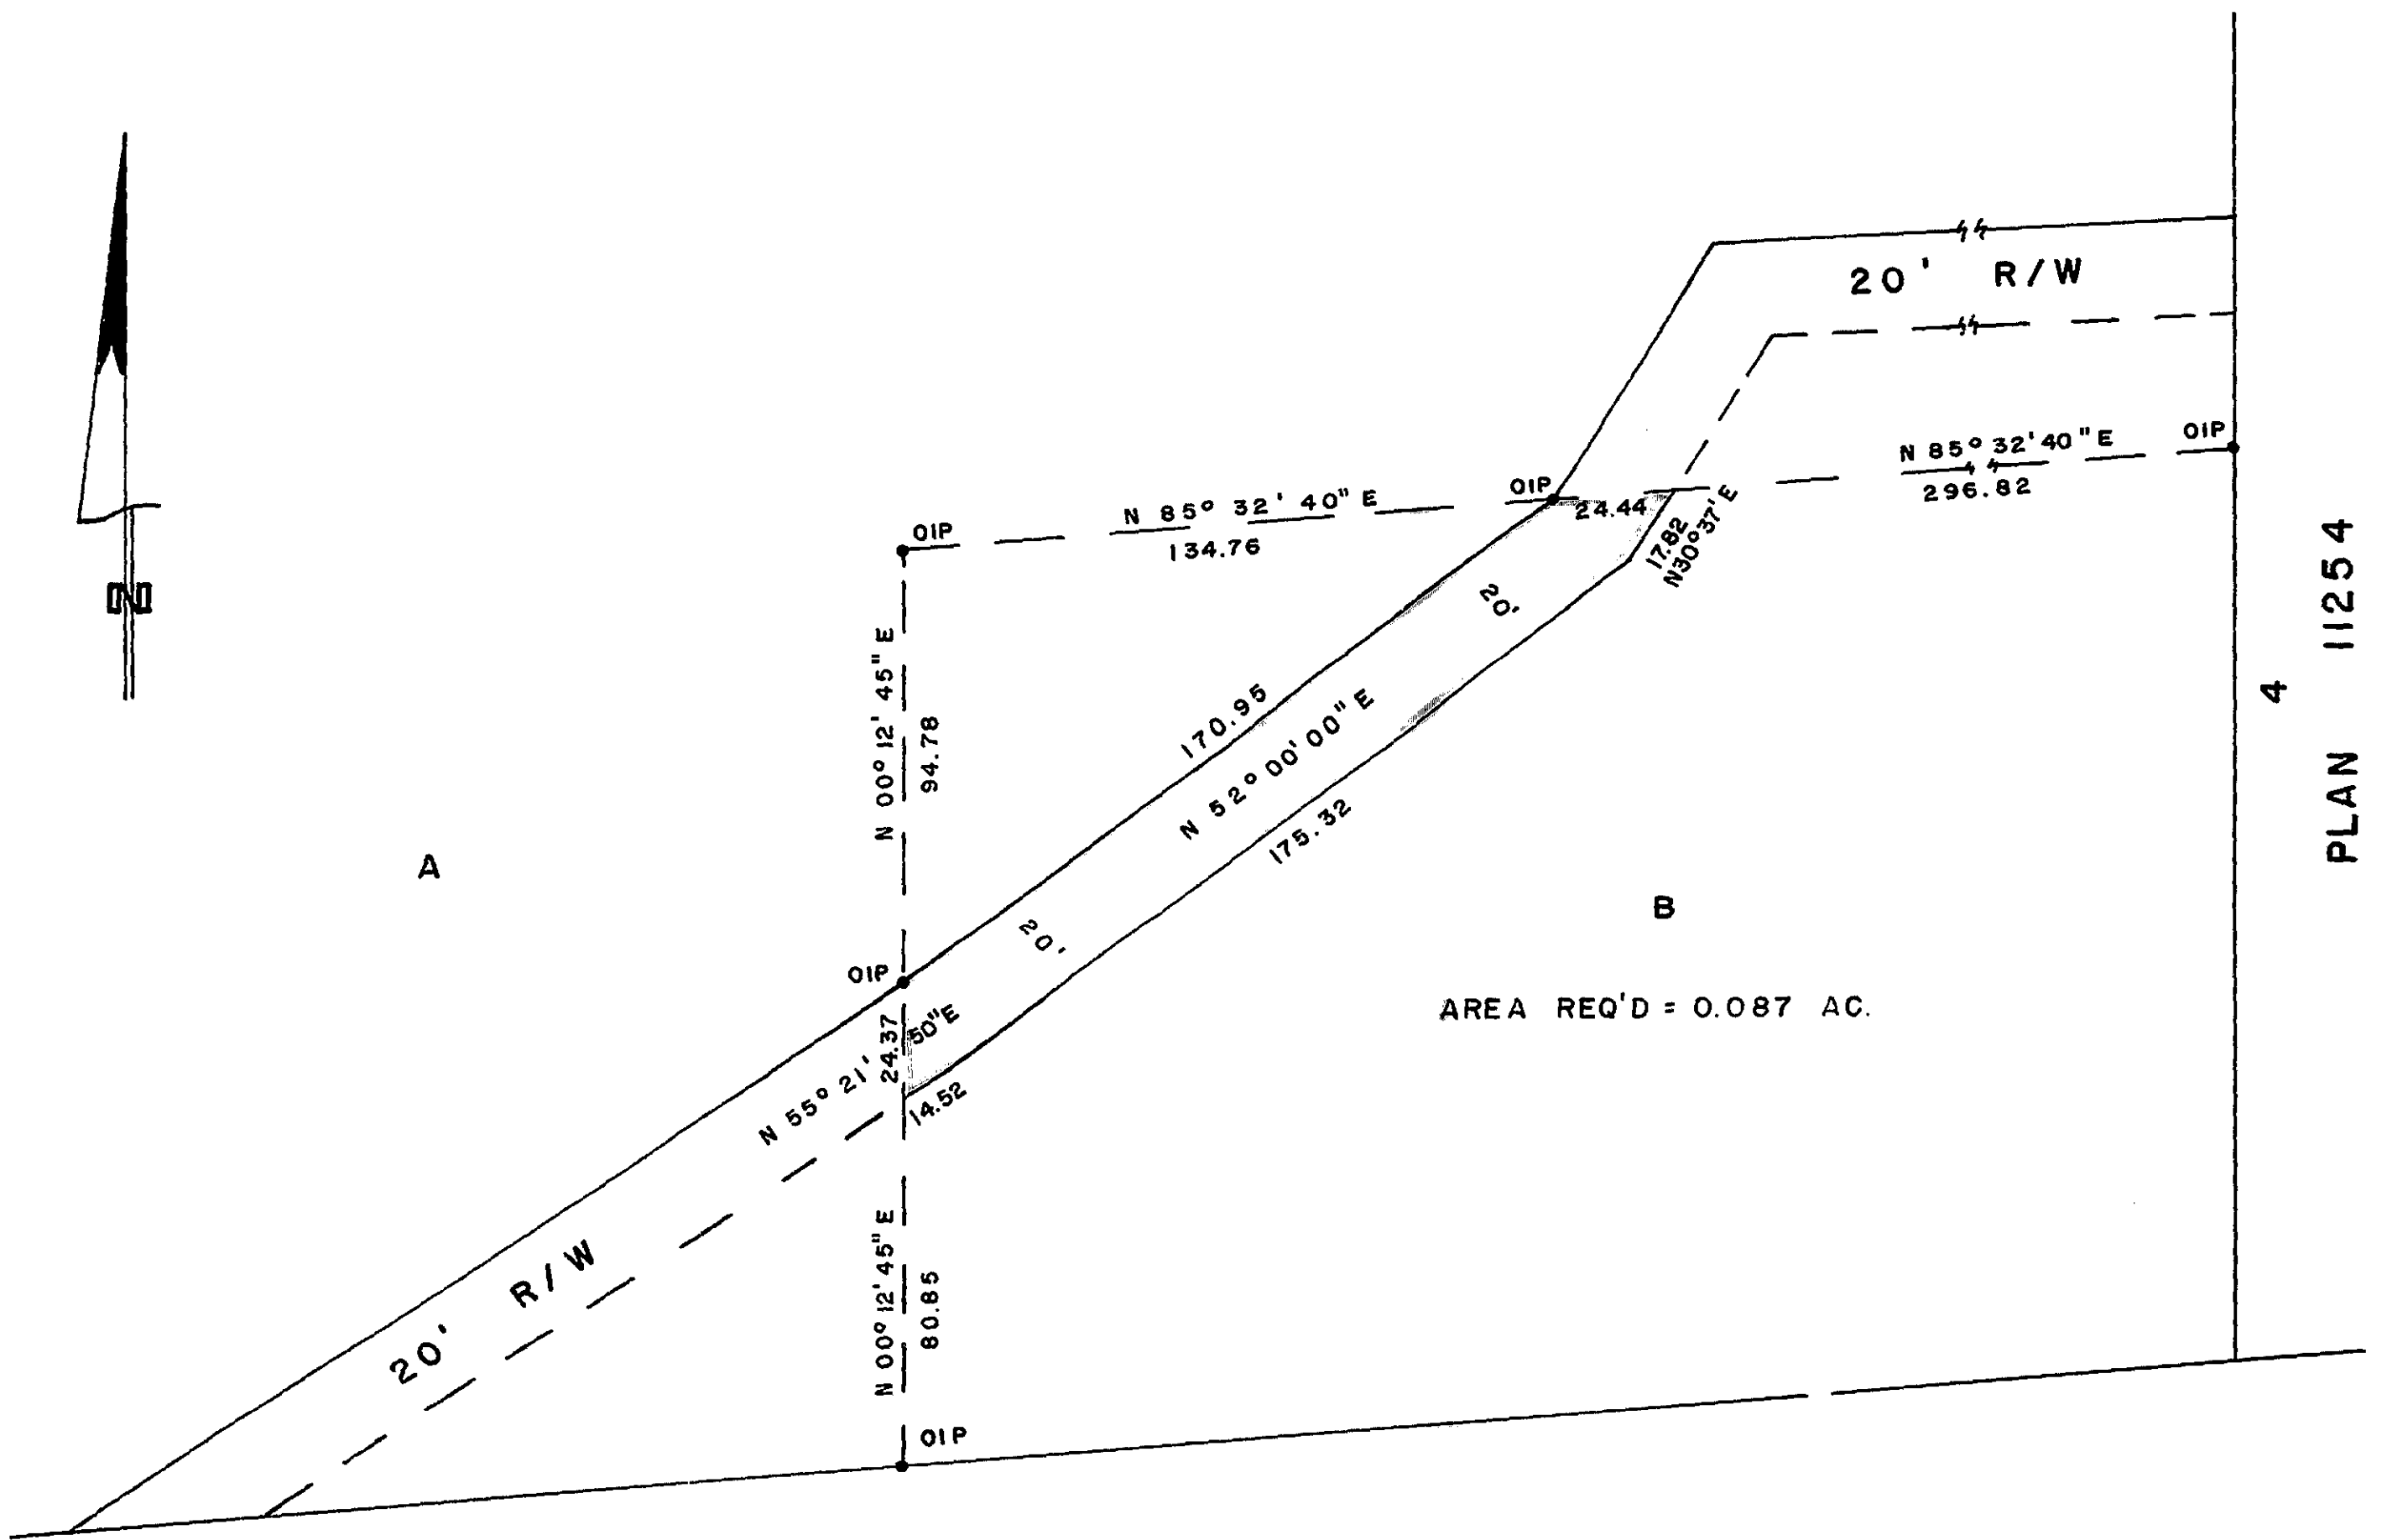 20' R/W
OIP
N 85° 32' 40" E
296.82
OIP
24.44
N 85° 32' 40" E
134.76
OIP
17.82
N30°37'E
N
20'
PLAN 11254
4
N 00° 12' 45" E
94.78
170.95
N 52° 00' 00" E
175.32
A
B
20'
OIP
AREA REQ'D = 0.087 AC.
24.37
N 55° 21' 50"E
14.52
N 00° 12' 45" E
80.85
20' R/W
OIP